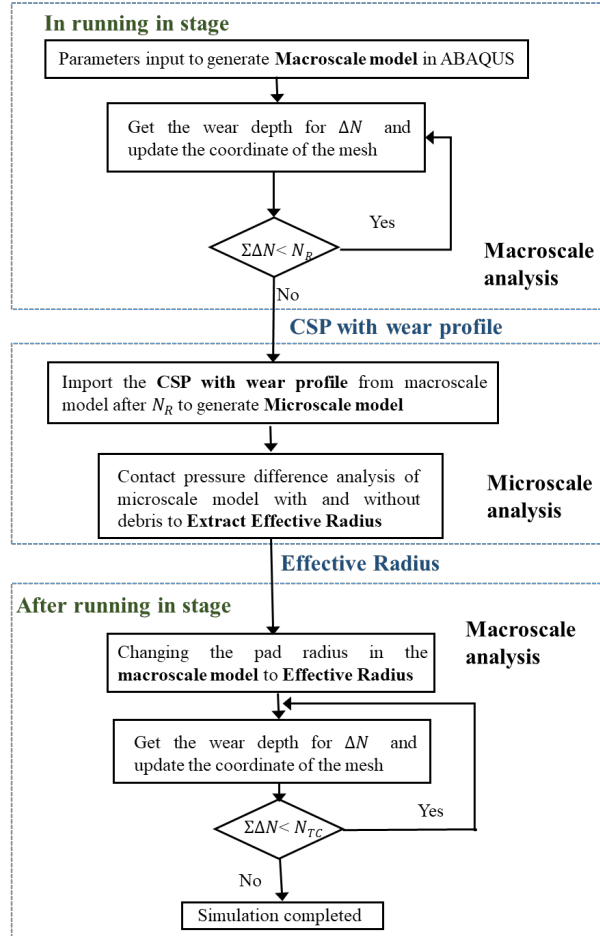 In running in stage
Parameters input to generate Macroscale model in ABAQUS
Get the wear depth for ΔN and
update the coordinate of the mesh
Yes
ΣΔN< N_R
Macroscale
analysis
No
CSP with wear profile
Import the CSP with wear profile from macroscale
model after N_R to generate Microscale model
Contact pressure difference analysis of
microscale model with and without
debris to Extract Effective Radius
Microscale
analysis
Effective Radius
After running in stage
Macroscale
analysis
Changing the pad radius in the
macroscale model to Effective Radius
Get the wear depth for ΔN and
update the coordinate of the mesh
Yes
ΣΔN< N_TC
No
Simulation completed